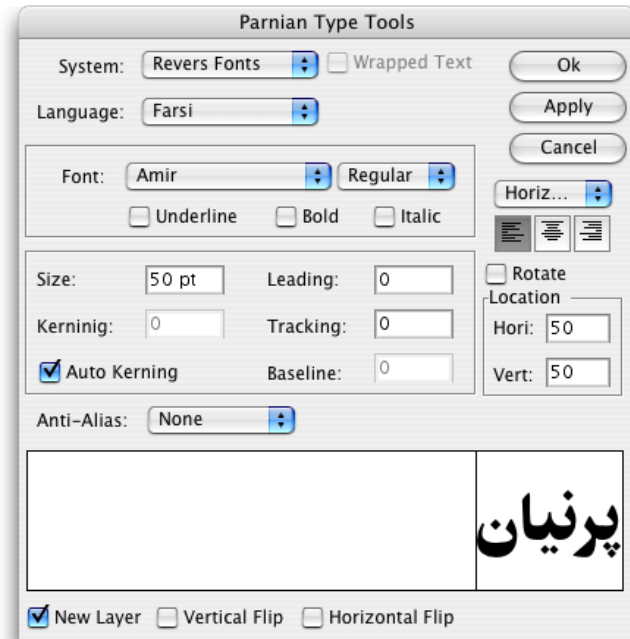 Parnian Type Tools
System: Revers Fonts Wrapped Text Ok
Language: Farsi Apply
Cancel
Font: Amir Regular Horiz...
Underline Bold Italic
Size: 50 pt Leading: 0 Rotate
Location
Kerninig: 0 Tracking: 0 Hori: 50
Auto Kerning Baseline: 0 Vert: 50
Anti-Alias: None
پرنیان
New Layer Vertical Flip Horizontal Flip